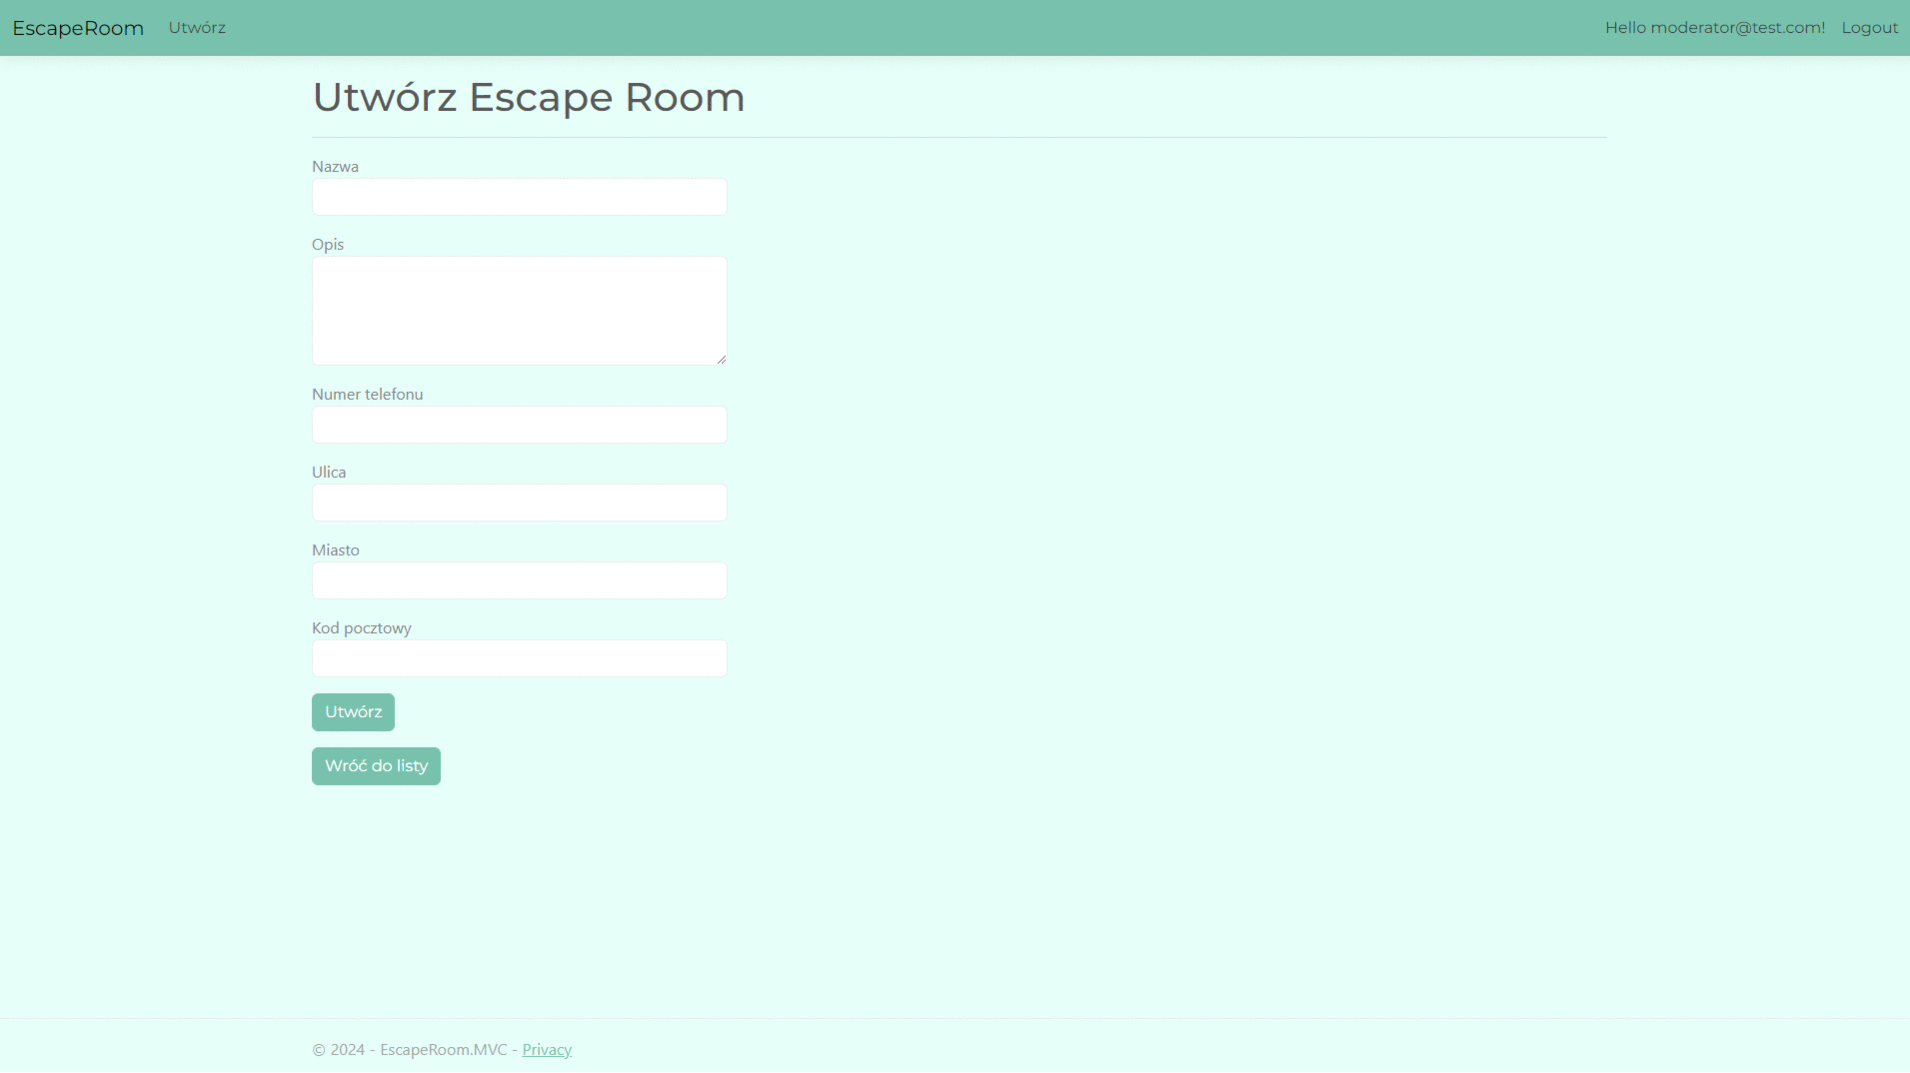 EscapeRoom Utwórz Hello moderator@test.com! Logout
Utwórz Escape Room
Nazwa
Opis
Numer telefonu
Ulica
Miasto
Kod pocztowy
Utwórz
Wróć do listy
© 2024 - EscapeRoom.MVC - Privacy